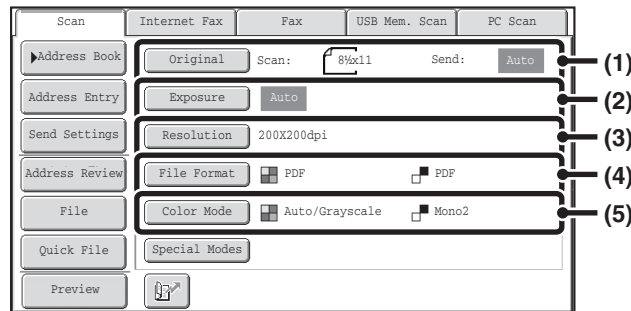 Scan Internet Fax Fax USB Mem. Scan PC Scan
Address Book Original Scan: 8½x11 Send: Auto (1)
Address Entry Exposure Auto (2)
Send Settings Resolution 200X200dpi (3)
Address Review File Format PDF PDF (4)
File Color Mode Auto/Grayscale Mono2 (5)
Quick File Special Modes
Preview